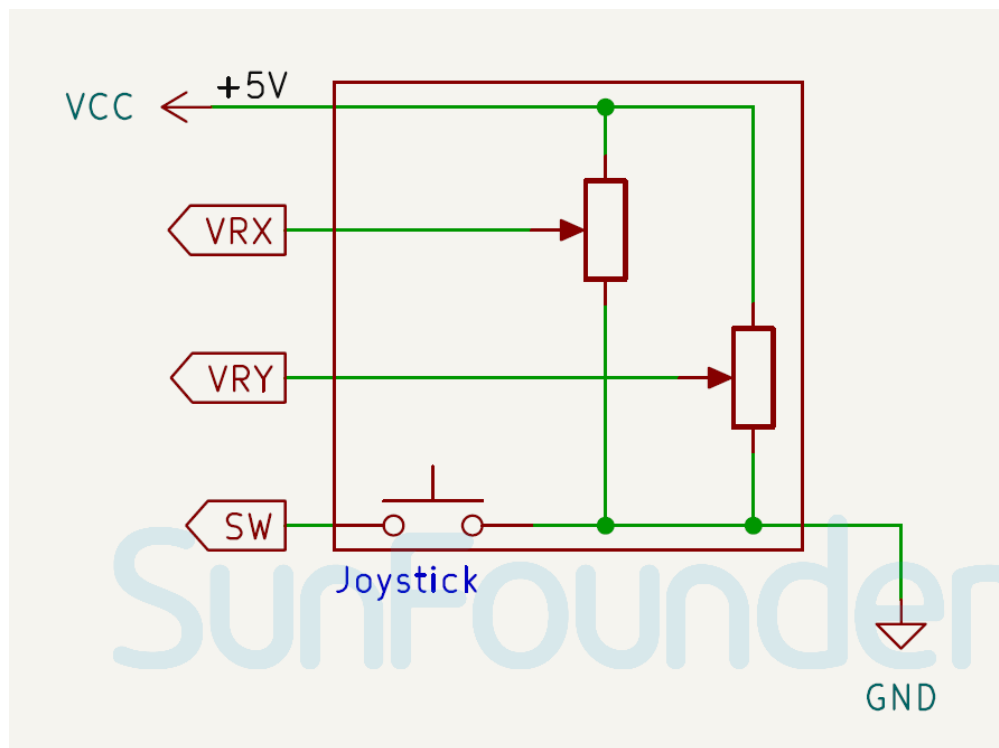 +5V
VCC
VRX
VRY
SW
Joystick
SunFounder
GND